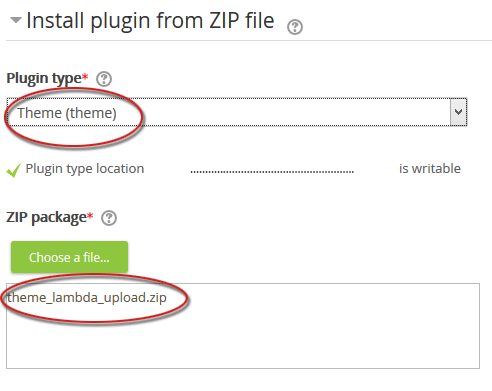 Install plugin from ZIP file ?
Plugin type* ?
Theme (theme)
Plugin type location ................................................ is writable
ZIP package* ?
Choose a file...
theme_lambda_upload.zip